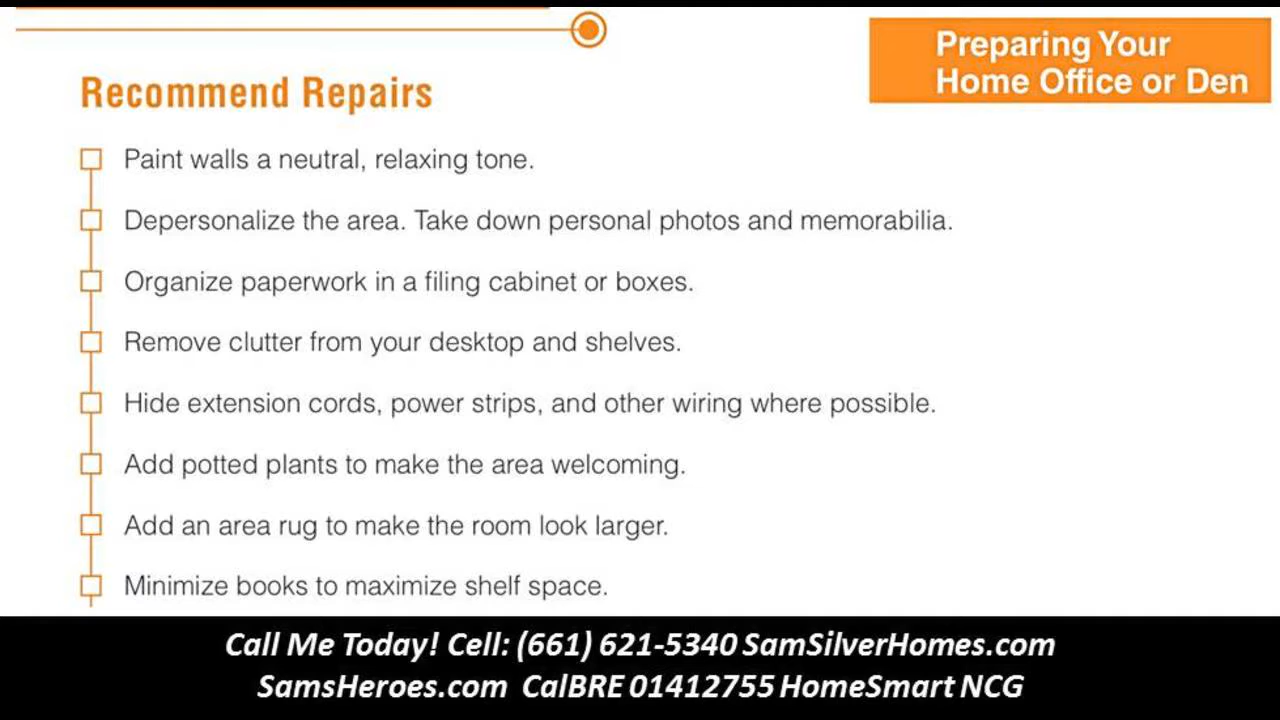 Preparing Your
Home Office or Den
Recommend Repairs
Paint walls a neutral, relaxing tone.
Depersonalize the area. Take down personal photos and memorabilia.
Organize paperwork in a filing cabinet or boxes.
Remove clutter from your desktop and shelves.
Hide extension cords, power strips, and other wiring where possible.
Add potted plants to make the area welcoming.
Add an area rug to make the room look larger.
Minimize books to maximize shelf space.
Call Me Today! Cell: (661) 621-5340 SamSilverHomes.com
SamsHeroes.com CalBRE 01412755 HomeSmart NCG